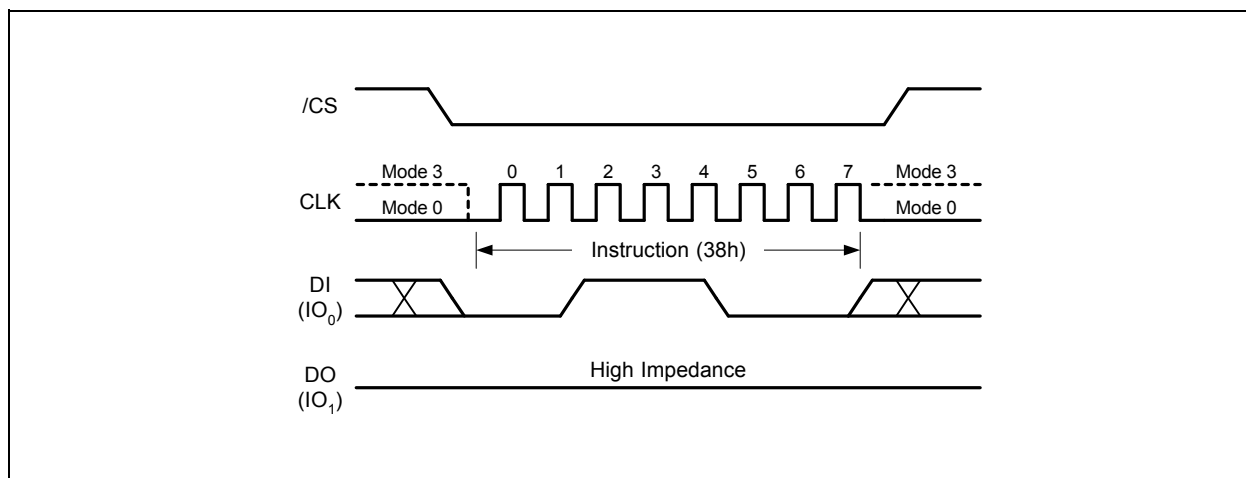 /CS
Mode 3 0 1 2 3 4 5 6 7 Mode 3
CLK
Mode 0 Mode 0
Instruction (38h)
DI
(IO0)
High Impedance
DO
(IO1)